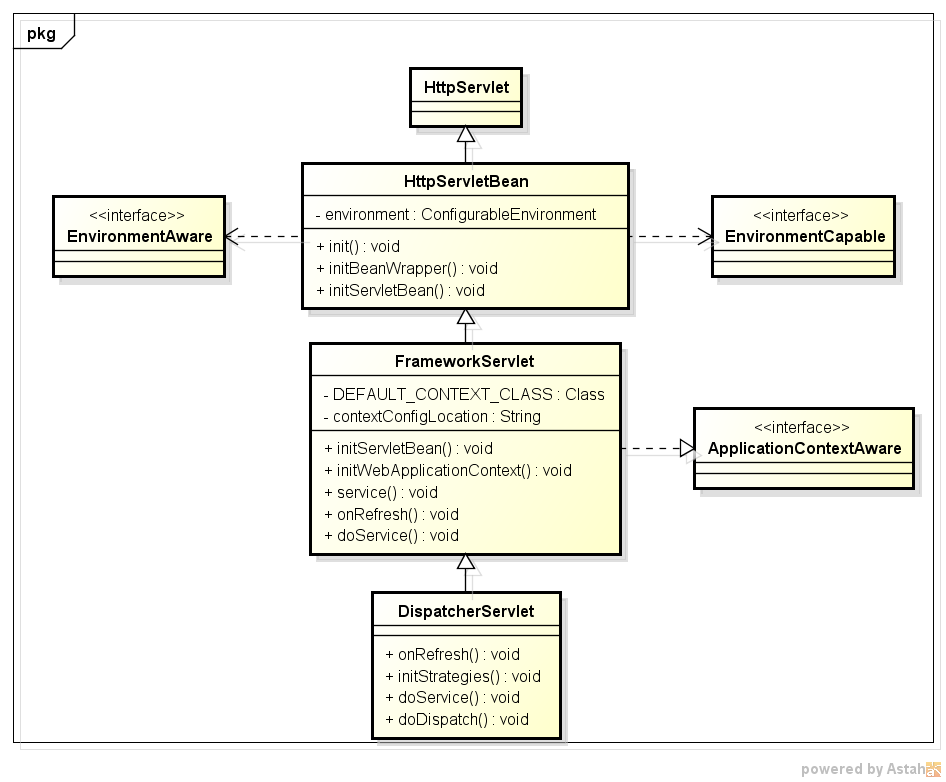 pkg
HttpServlet
HttpServletBean
- environment : ConfigurableEnvironment
+ init() : void
+ initBeanWrapper() : void
+ initServletBean() : void
<<interface>>
EnvironmentAware
<<interface>>
EnvironmentCapable
FrameworkServlet
- DEFAULT_CONTEXT_CLASS : Class
- contextConfigLocation : String
+ initServletBean() : void
+ initWebApplicationContext() : void
+ service() : void
+ onRefresh() : void
+ doService() : void
<<interface>>
ApplicationContextAware
DispatcherServlet
+ onRefresh() : void
+ initStrategies() : void
+ doService() : void
+ doDispatch() : void
powered by Astah